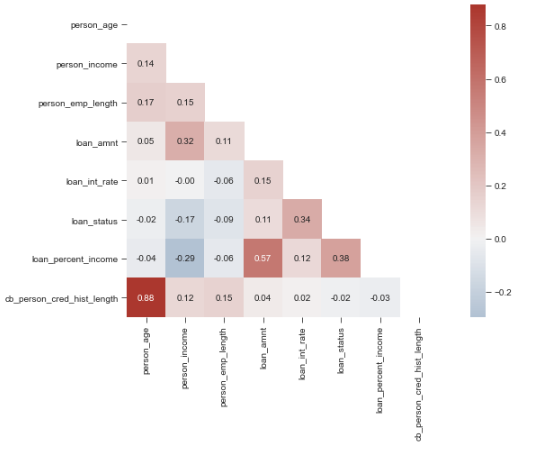 person_age
person_income 0.14
person_emp_length 0.17 0.15
loan_amnt 0.05 0.32 0.11
loan_int_rate 0.01 -0.00 -0.06 0.15
loan_status -0.02 -0.17 -0.09 0.11 0.34
loan_percent_income -0.04 -0.29 -0.06 0.57 0.12 0.38
cb_person_cred_hist_length 0.88 0.12 0.15 0.04 0.02 -0.02 -0.03
person_age
person_income
person_emp_length
loan_amnt
loan_int_rate
loan_status
loan_percent_income
cb_person_cred_hist_length
0.8
0.6
0.4
0.2
0.0
−0.2